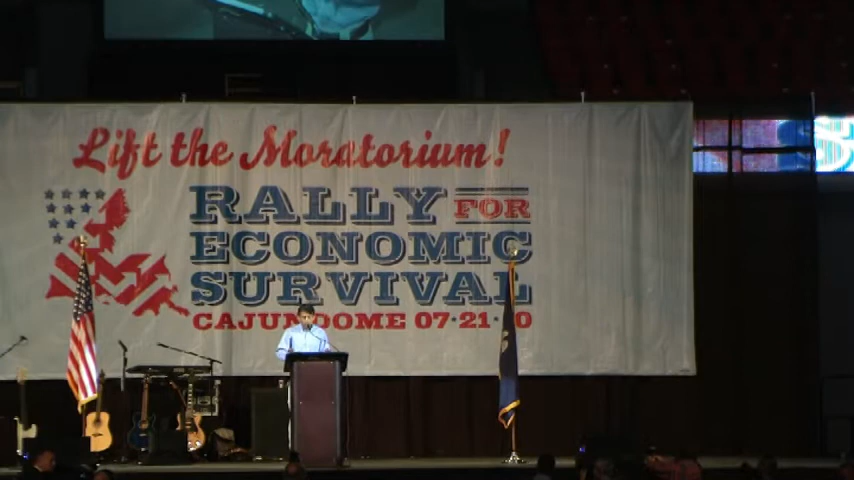 Lift the Moratorium!
RALLY FOR
ECONOMIC
SURVIVAL
CAJUNDOME 07·21·10